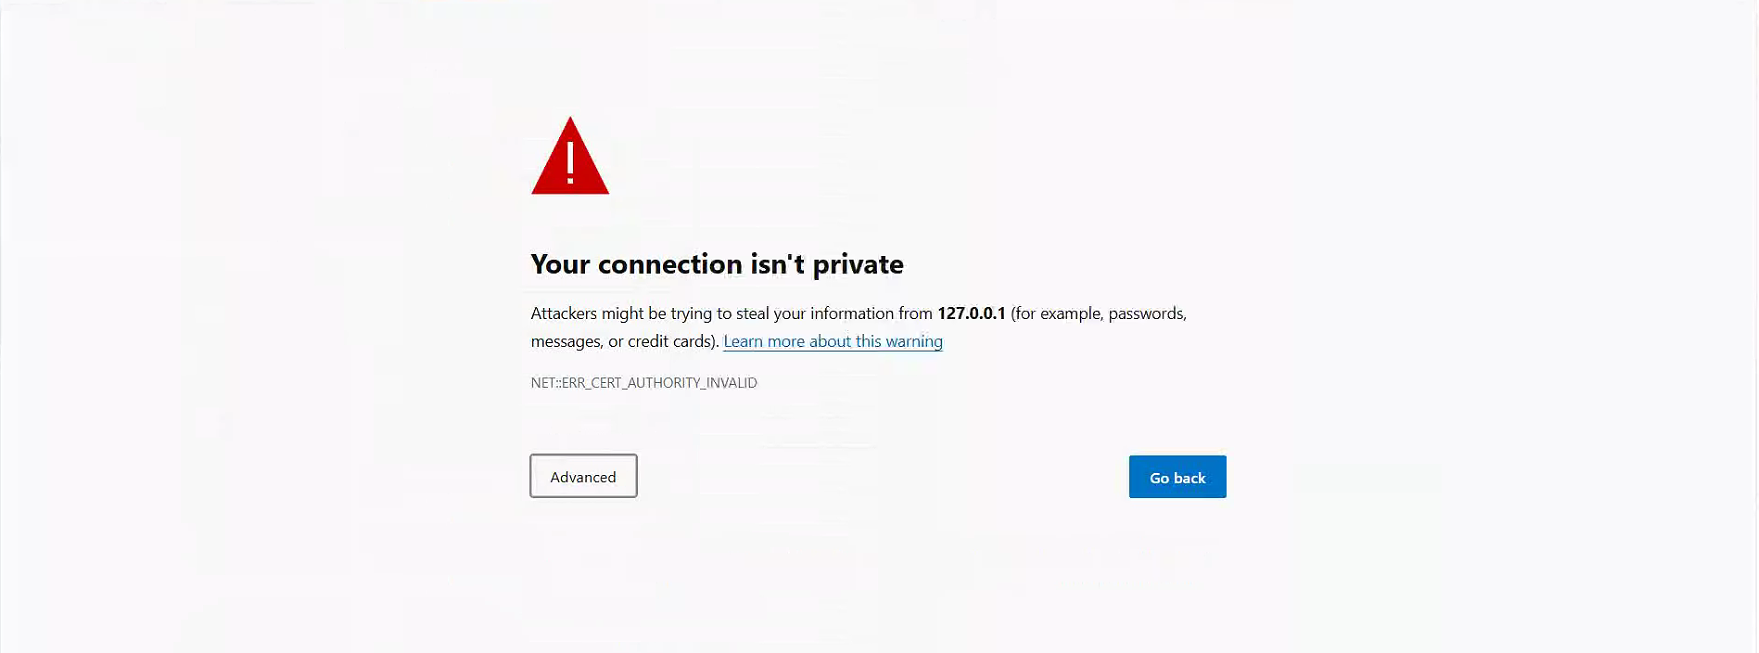 Your connection isn't private
Attackers might be trying to steal your information from 127.0.0.1 (for example, passwords,
messages, or credit cards). Learn more about this warning
NET::ERR_CERT_AUTHORITY_INVALID
Advanced
Go back